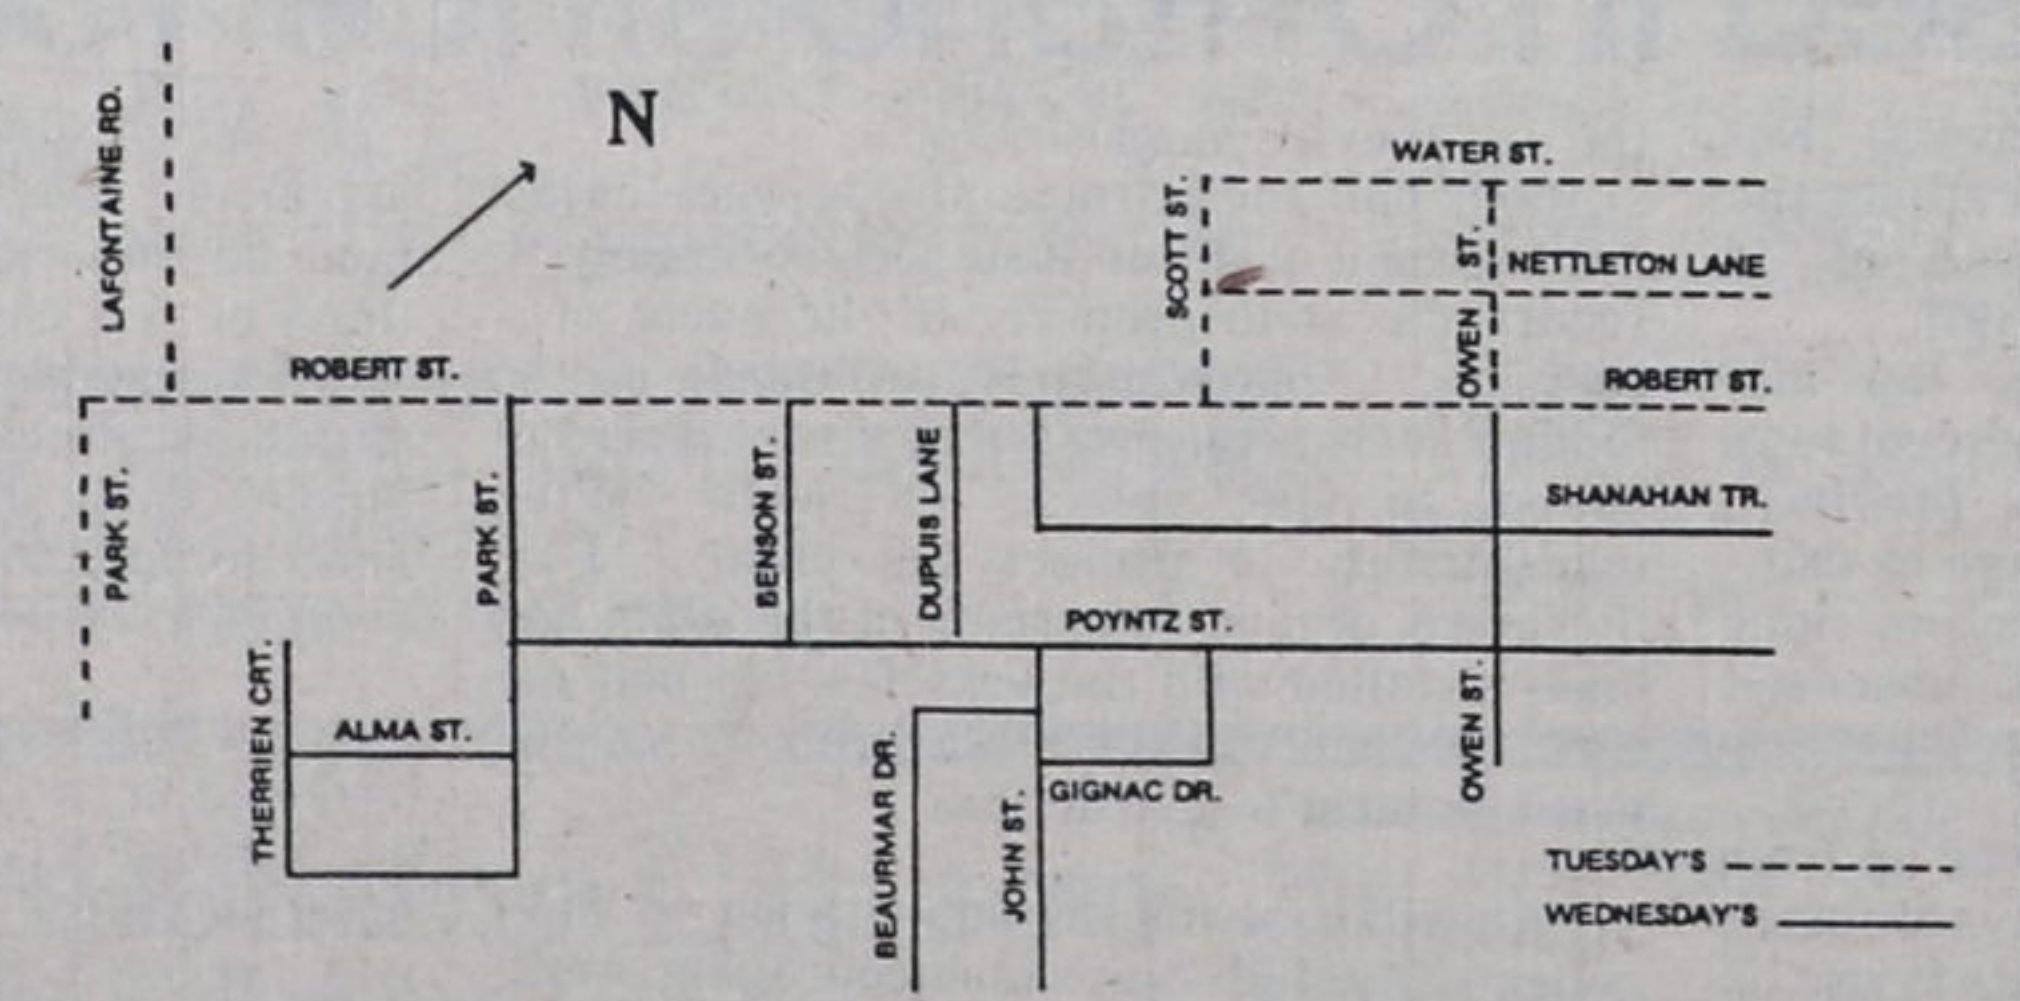 N
WATER ST.
LAFONTAINE RD.
SCOTT ST.
OWEN ST.
NETTLETON LANE
ROBERT ST.
ROBERT ST.
PARK ST.
PARK ST.
BENSON ST.
DUPUIS LANE
SHANAHAN TR.
POYNTZ ST.
THERRIEN CRT.
ALMA ST.
BEAURMAR DR.
JOHN ST.
GIGNAC DR.
OWEN ST.
TUESDAY'S
WEDNESDAY'S